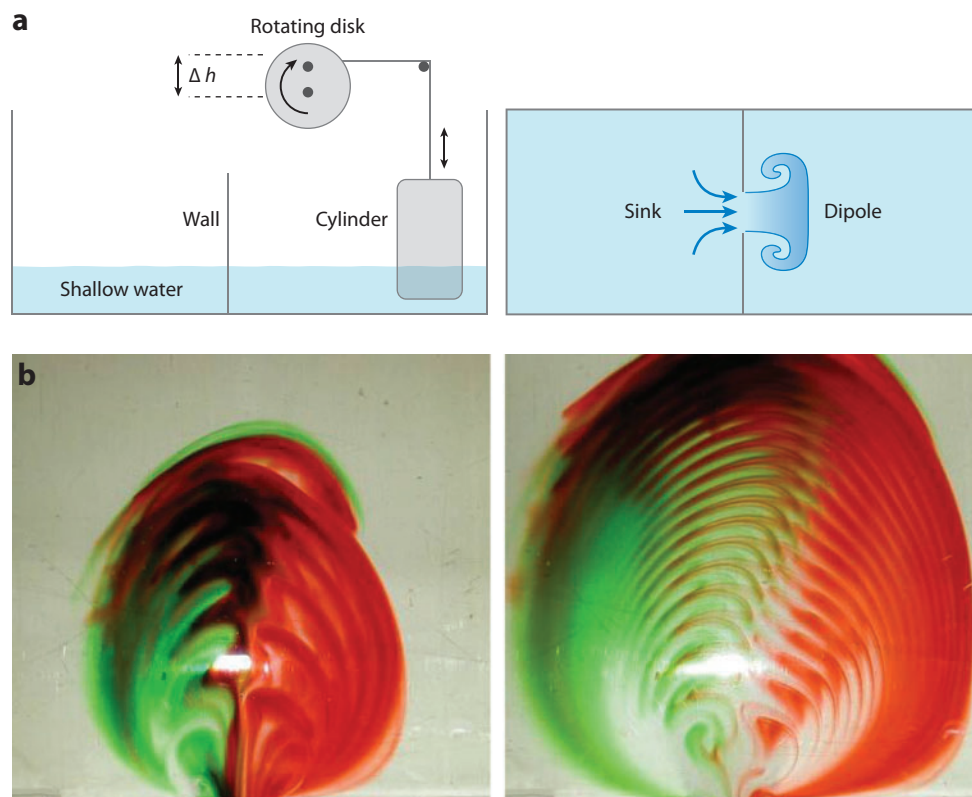 a
Rotating disk
Δ h
Wall
Cylinder
Shallow water
Sink
Dipole
b